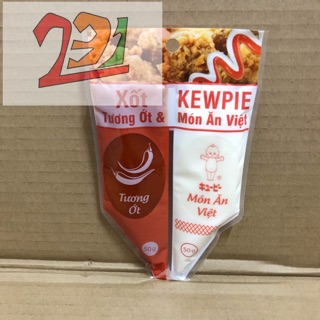 231
Xốt
Tương Ớt &
KEWPIE
Món Ăn Việt
Tương
Ớt
50g
キユーピー
Món Ăn
Việt
50g